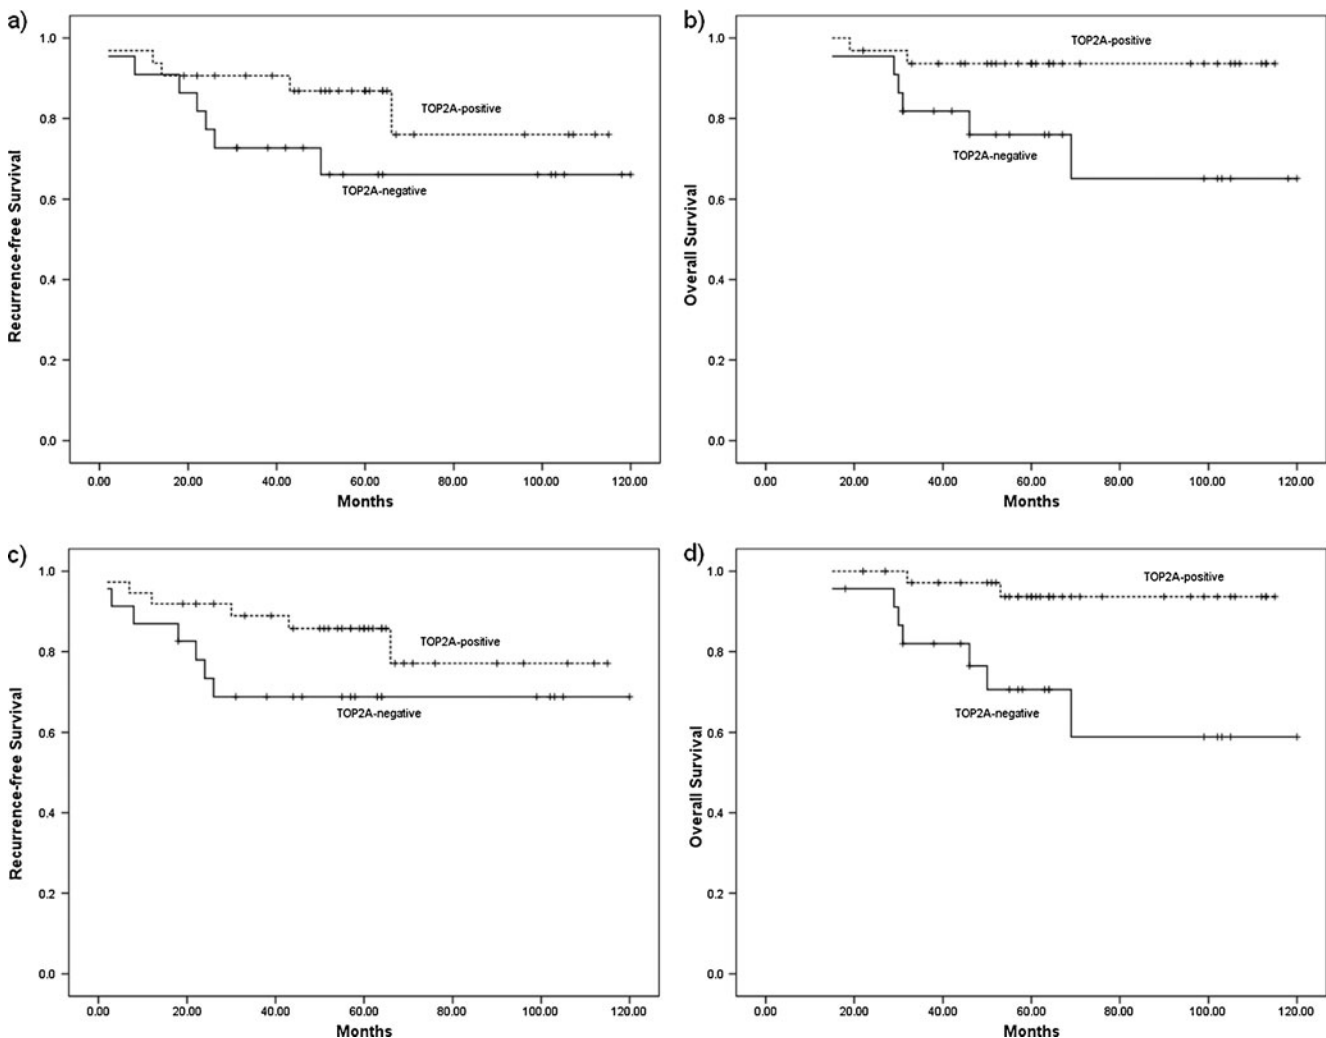 a)
Recurrence-free Survival
1.0
0.8
0.6
0.4
0.2
0.0
TOP2A-positive
TOP2A-negative
0.00 20.00 40.00 60.00 80.00 100.00 120.00
Months
b)
Overall Survival
1.0
0.8
0.6
0.4
0.2
0.0
TOP2A-positive
TOP2A-negative
0.00 20.00 40.00 60.00 80.00 100.00 120.00
Months
c)
Recurrence-free Survival
1.0
0.8
0.6
0.4
0.2
0.0
TOP2A-positive
TOP2A-negative
0.00 20.00 40.00 60.00 80.00 100.00 120.00
Months
d)
Overall Survival
1.0
0.8
0.6
0.4
0.2
0.0
TOP2A-positive
TOP2A-negative
0.00 20.00 40.00 60.00 80.00 100.00 120.00
Months